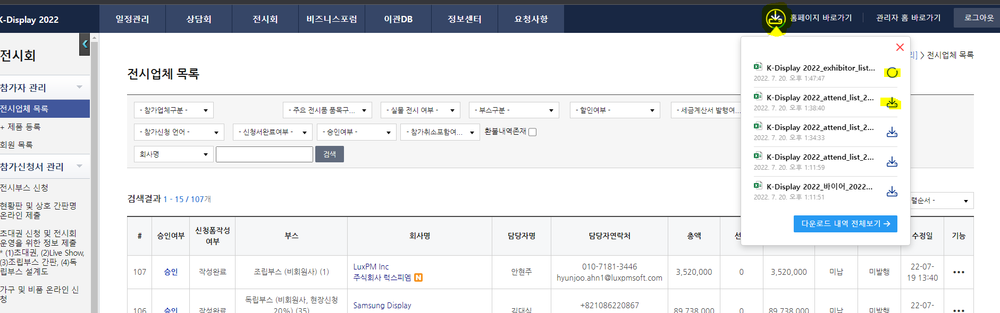 K-Display 2022
일정관리
상담회
전시회
비즈니스포럼
이관DB
정보센터
요청사항
홈페이지 바로가기
관리자 홈 바로가기
로그아웃
전시회
참가자 관리
전시업체 목록
+ 제품 등록
회원 목록
참가신청서 관리
전시부스 신청
현황판 및 상호 간판명
온라인 제출
초대권 신청 및 전시회
운영을 위한 정보 제출
* (1)초대권, (2)Live Show,
(3)조립부스 간판, (4)독
립부스 설계도
가구 및 비품 온라인 신
청
리] > 전시업체 목록
전시업체 목록
- 참가업체구분 -
- 주요 전시품 품목구...
- 실물 전시 여부 -
- 부스구분 -
- 할인여부 -
- 세금계산서 발행여...
- 참가신청 언어 -
- 신청서완료여부 -
- 승인여부 -
- 참가취소포함여...
환불내역존재
회사명
검색
K-Display 2022_exhibitor_list...
2022. 7. 20. 오후 1:47:47
K-Display 2022_attend_list_2...
2022. 7. 20. 오후 1:38:40
K-Display 2022_attend_list_2...
2022. 7. 20. 오후 1:34:33
K-Display 2022_attend_list_2...
2022. 7. 20. 오후 1:11:59
K-Display 2022_바이어_2022...
2022. 7. 20. 오후 1:11:51
다운로드 내역 전체보기 →
검색결과 1 - 15 / 107개
렬순서 -
# 승인여부 신청폼작성 여부 부스 회사명 담당자명 담당자연락처 총액 선 수정일 기능
107 승인 작성완료 조립부스 (비회원사) (1) LuxPM Inc 주식회사 럭스피엠 N 안현주 010-7181-3446 hyunjoo.ahn1@luxpmsoft.com 3,520,000 0 3,520,000 미납 미발행 22-07-19 13:40 •••
106 승인 작성완료 독립부스 (비회원사, 현장신청 20%) (35) Samsung Display 김대식 +821086220867 89,738,000 0 89,738,000 미납 미발행 22-07- •••